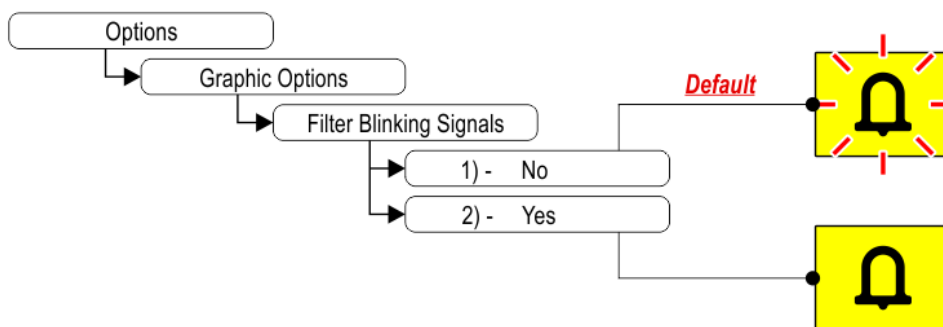 Options
Graphic Options
Default
Filter Blinking Signals
1) - No
2) - Yes